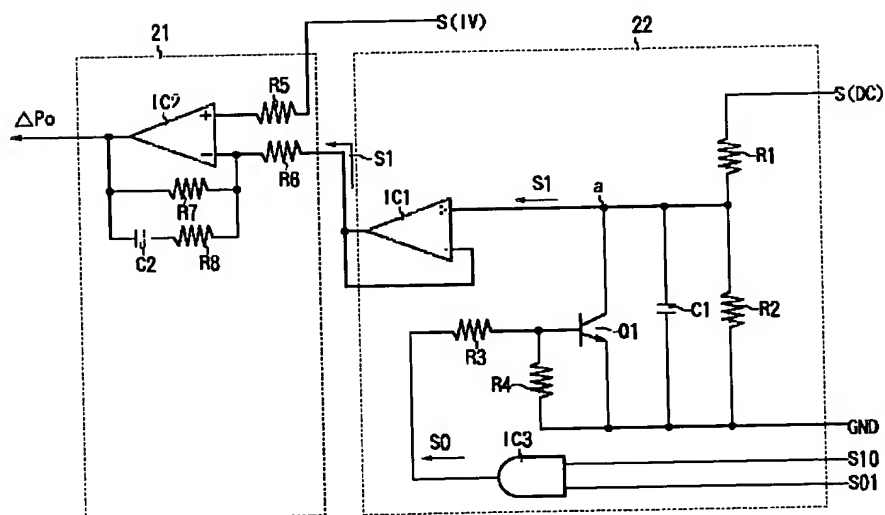 21
S(IV)
22
IC2
R5
S(DC)
ΔPo
+
−
R6
S1
R1
R7
IC1
S1
a
C2
R8
R3
Q1
C1
R2
R4
S0
IC3
GND
S10
S01